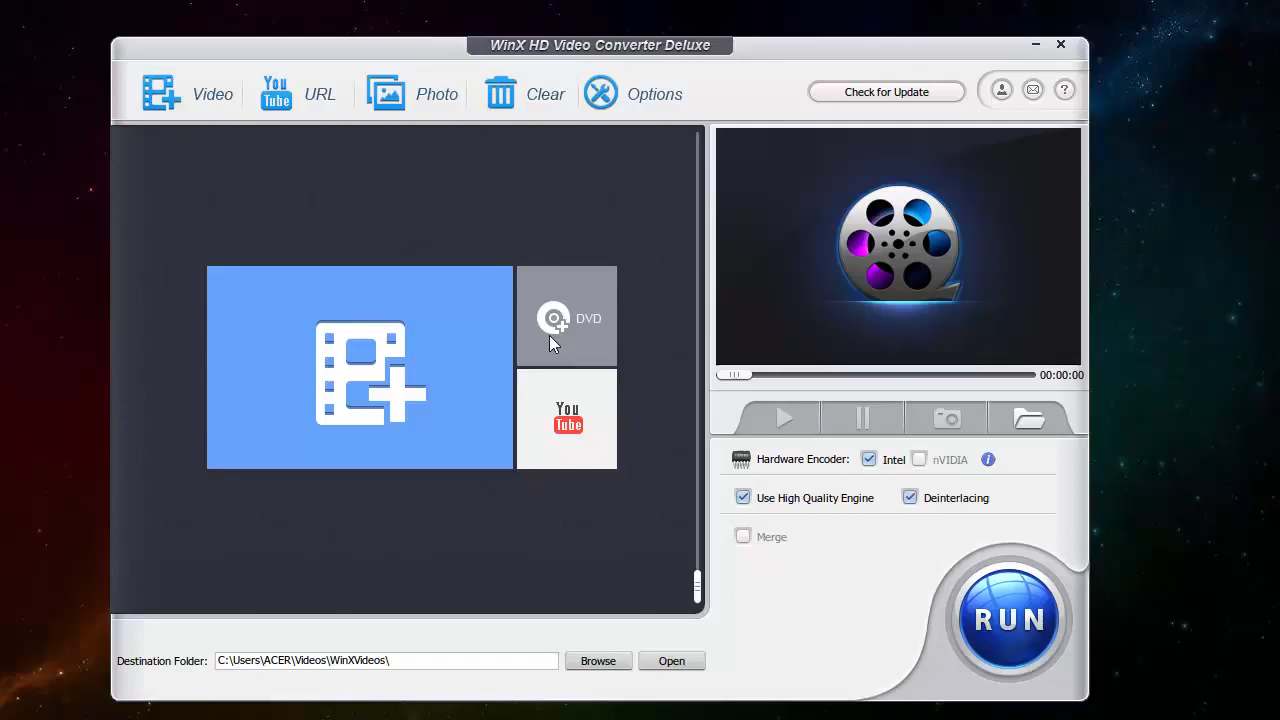 WinX HD Video Converter Deluxe
Video
You Tube URL
Photo
Clear
Options
Check for Update
?
DVD
You
Tube
00:00:00
Hardware Encoder: Intel nVIDIA i
Use High Quality Engine Deinterlacing
Merge
RUN
Destination Folder: C:\Users\ACER\Videos\WinXVideos\ Browse Open